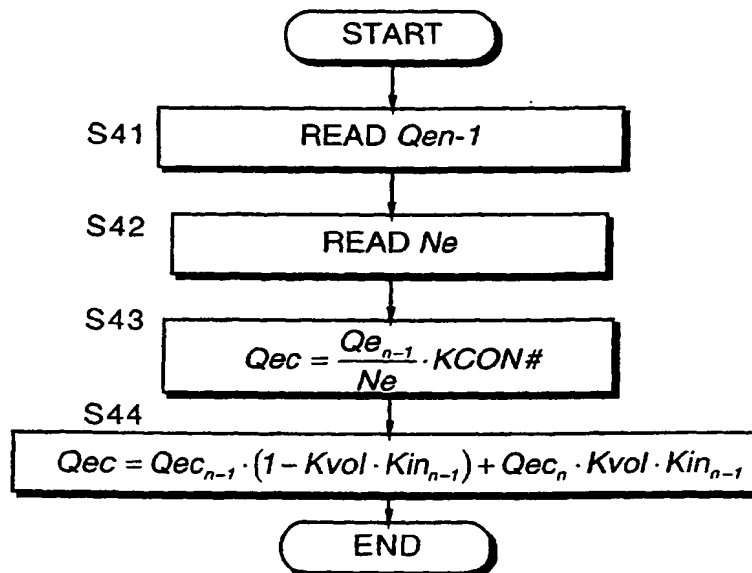 START
S41
READ Qen-1
S42
READ Ne
S43
Qec = Qe_{n-1}/Ne · KCON#
S44
Qec = Qec_{n-1} · (1 − Kvol · Kin_{n-1}) + Qec_n · Kvol · Kin_{n-1}
END